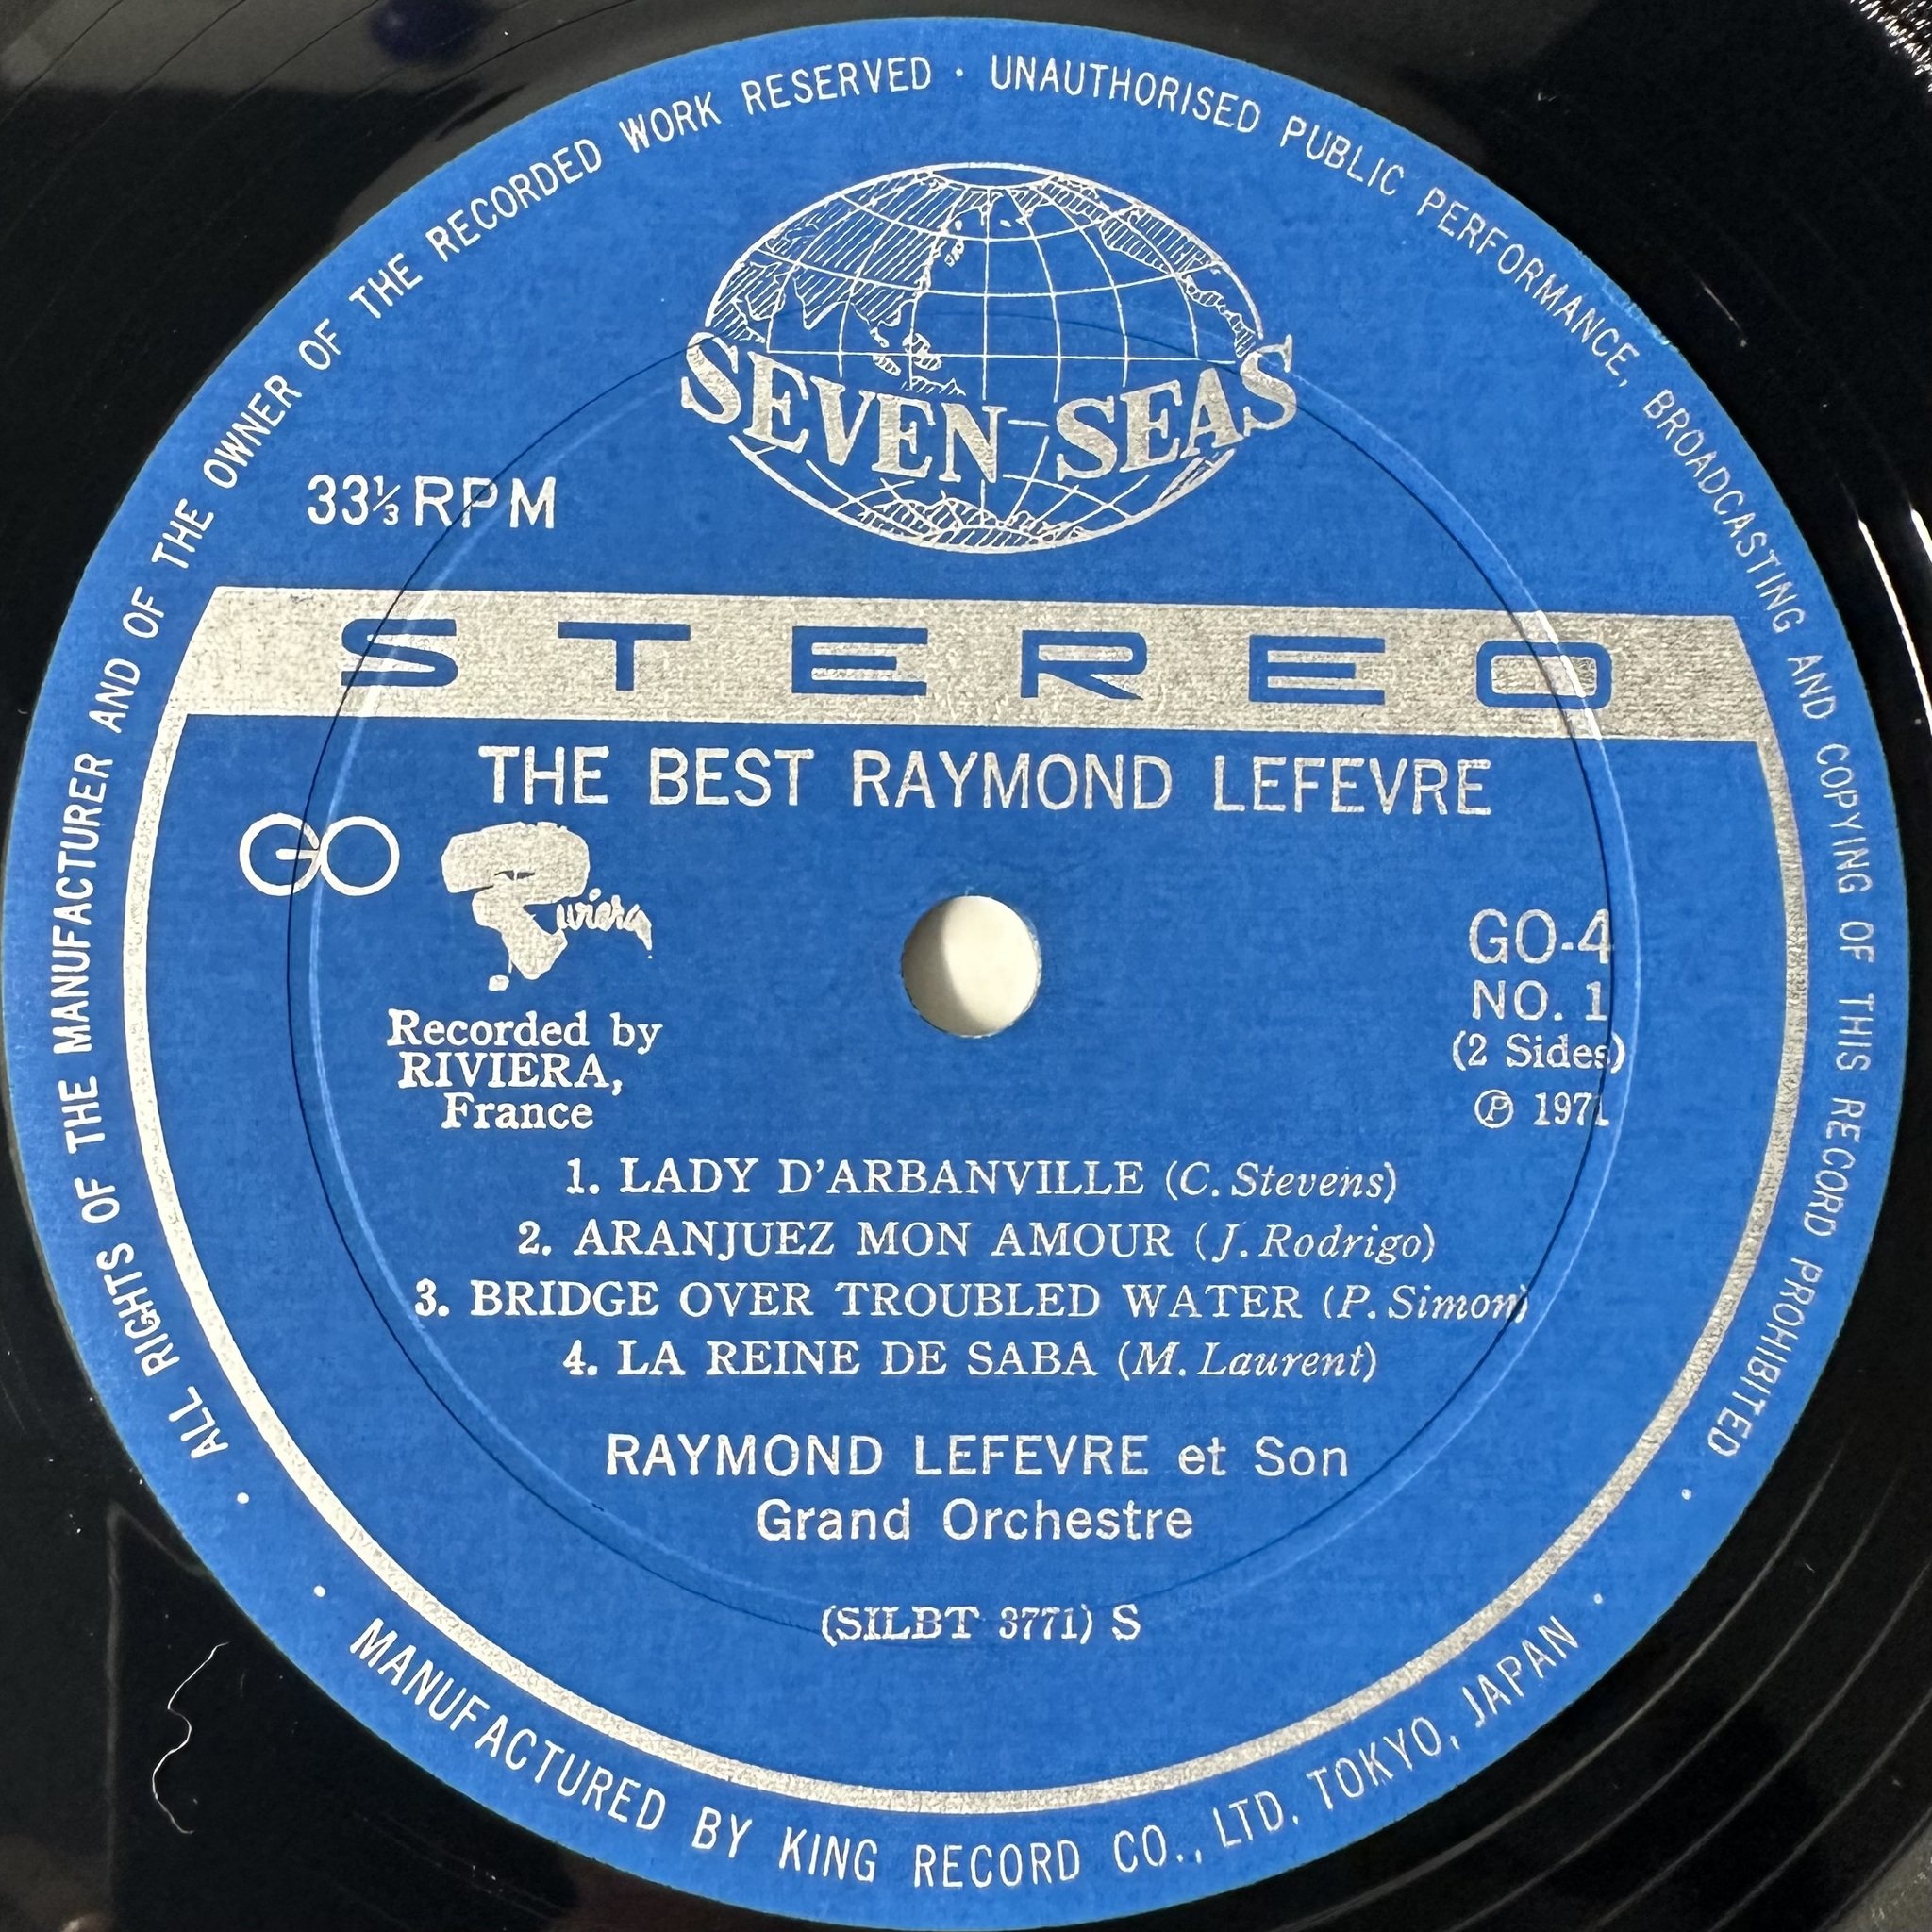 ALL RIGHTS OF THE MANUFACTURER AND OF THE OWNER OF THE RECORDED WORK RESERVED · UNAUTHORISED PUBLIC PERFORMANCE, BROADCASTING AND COPYING OF THIS RECORD PROHIBITED ·
SEVEN SEAS
33⅓ RPM
STEREO
THE BEST RAYMOND LEFEVRE
GO
Riviera
Recorded by
RIVIERA,
France
GO-4
NO. 1
(2 Sides)
Ⓟ 1971
1. LADY D'ARBANVILLE (C. Stevens)
2. ARANJUEZ MON AMOUR (J. Rodrigo)
3. BRIDGE OVER TROUBLED WATER (P. Simon)
4. LA REINE DE SABA (M. Laurent)
RAYMOND LEFEVRE et Son
Grand Orchestre
(SILBT 3771) S
· MANUFACTURED BY KING RECORD CO., LTD. TOKYO, JAPAN ·